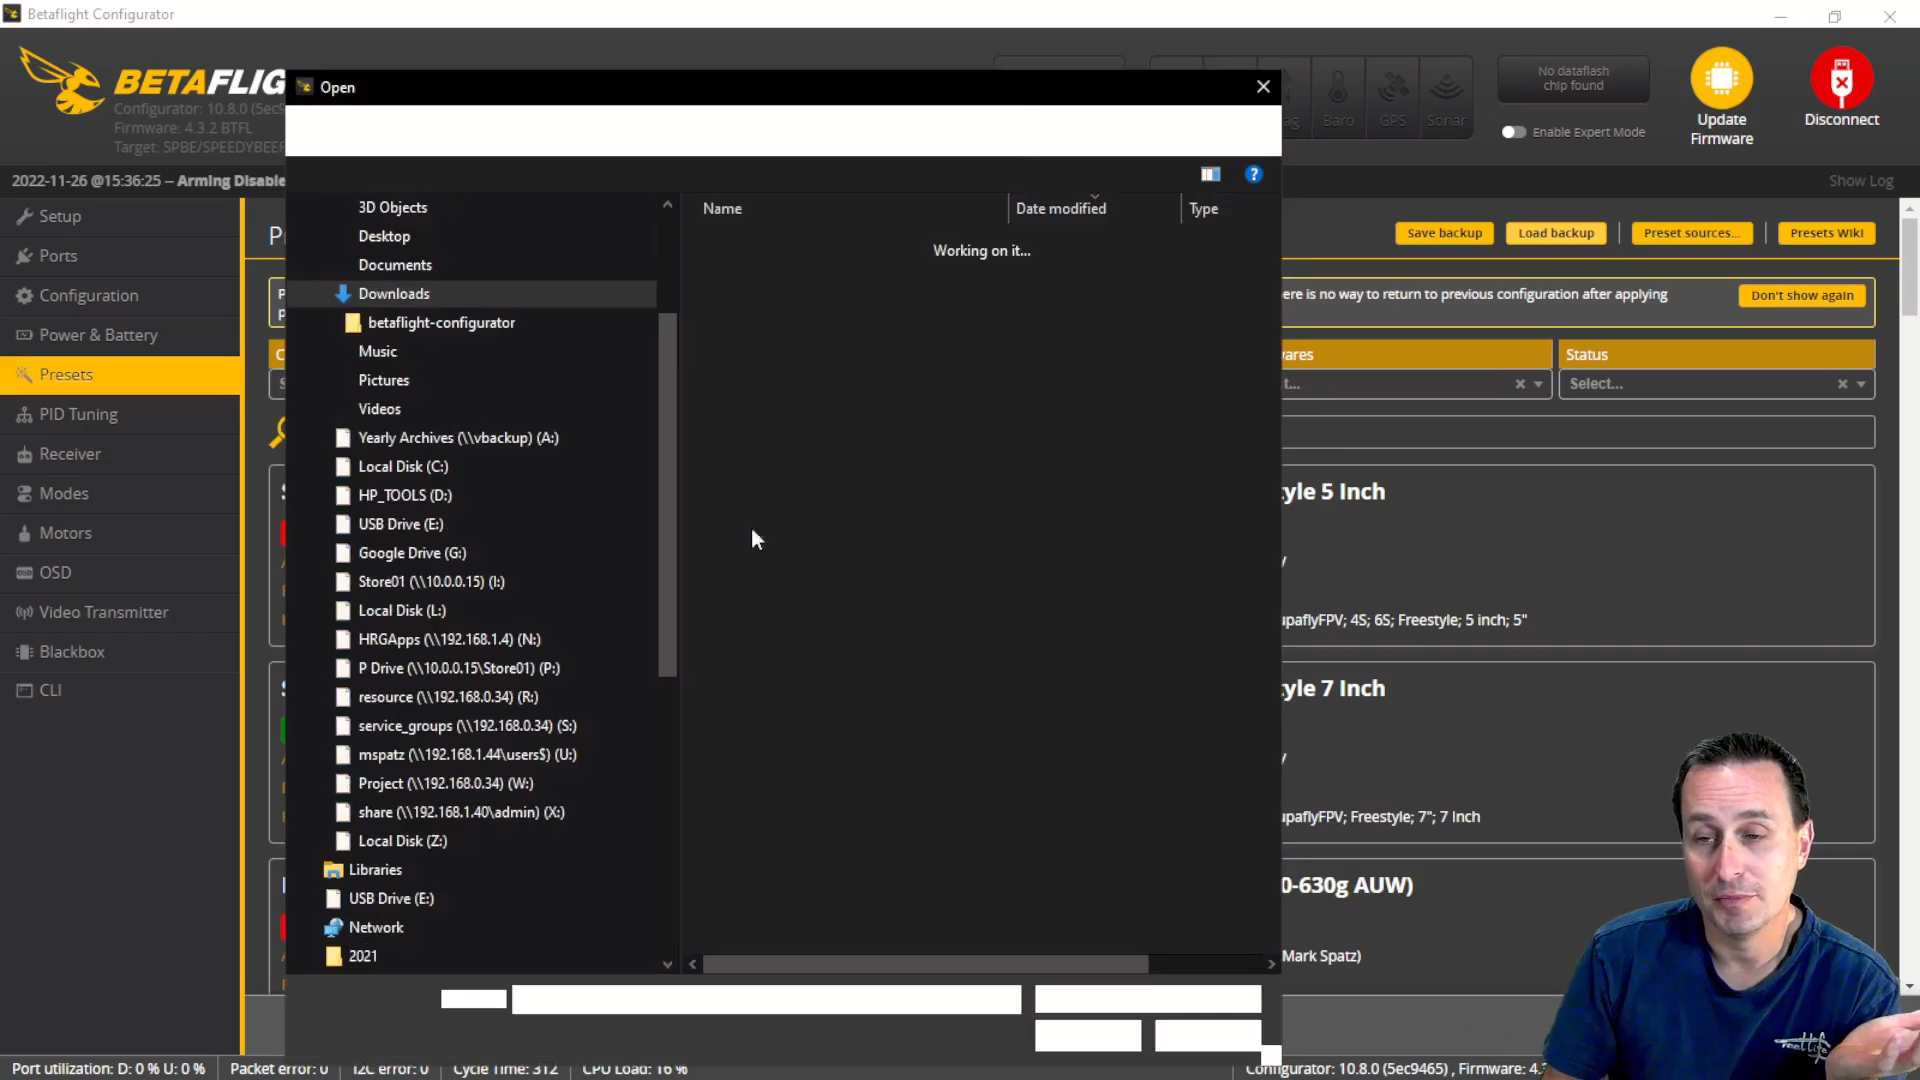 Betaflight Configurator
BETAFLIG
Configurator: 10.8.0 (5ec9
Firmware: 4.3.2 BTFL
Target: SPBE/SPEEDYBEEF
Open
Baro
GPS
Sonar
No dataflash
chip found
Enable Expert Mode
Update
Firmware
Disconnect
2022-11-26 @15:36:25 -- Arming Disable
Show Log
Setup
Ports
Configuration
Power & Battery
Presets
PID Tuning
Receiver
Modes
Motors
OSD
Video Transmitter
Blackbox
CLI
3D Objects
Desktop
Documents
Downloads
betaflight-configurator
Music
Pictures
Videos
Yearly Archives (\\vbackup) (A:)
Local Disk (C:)
HP_TOOLS (D:)
USB Drive (E:)
Google Drive (G:)
Store01 (\\10.0.0.15) (I:)
Local Disk (L:)
HRGApps (\\192.168.1.4) (N:)
P Drive (\\10.0.0.15\Store01) (P:)
resource (\\192.168.0.34) (R:)
service_groups (\\192.168.0.34) (S:)
mspatz (\\192.168.1.44\users$) (U:)
Project (\\192.168.0.34) (W:)
share (\\192.168.1.40\admin) (X:)
Local Disk (Z:)
Libraries
USB Drive (E:)
Network
2021
Name Date modified Type
Working on it...
Save backup Load backup Preset sources... Presets Wiki
ere is no way to return to previous configuration after applying
Don't show again
ares
Status
Select...
yle 5 Inch
upaflyFPV; 4S; 6S; Freestyle; 5 inch; 5"
yle 7 Inch
upaflyFPV; Freestyle; 7"; 7 Inch
0-630g AUW)
Mark Spatz)
reellife
Port utilization: D: 0 % U: 0 % Packet error: 0 I2C error: 0 Cycle Time: 312 CPU Load: 16 %
Configurator: 10.8.0 (5ec9465) , Firmware: 4.